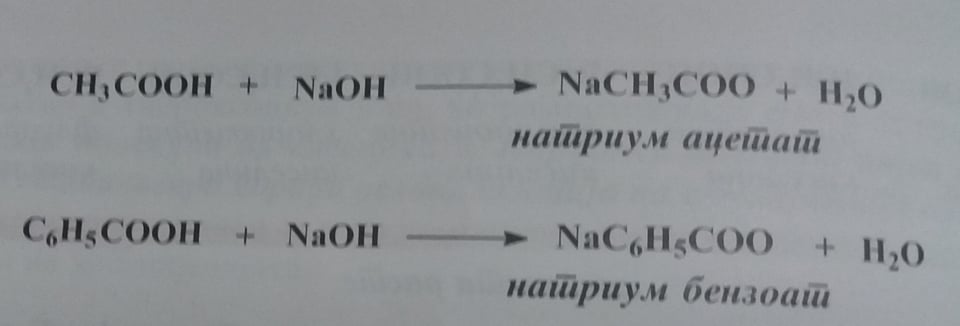 CH₃COOH + NaOH → NaCH₃COO + H₂O
натриум ацетат
C₆H₅COOH + NaOH → NaC₆H₅COO + H₂O
натриум бензоат